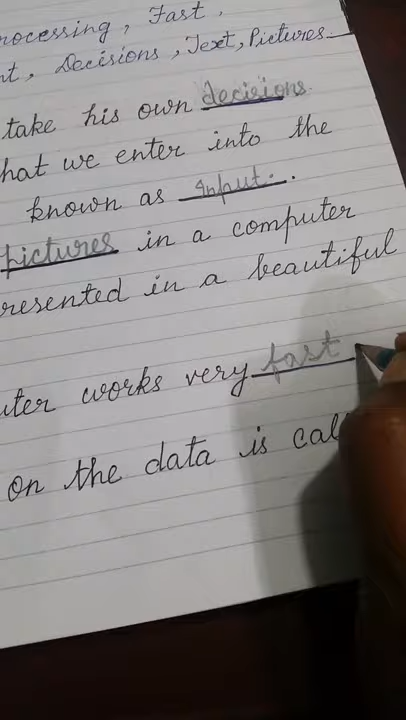 rocessing, Fast,
t, Decisions, Text, Pictures.
take his own decisions.
hat we enter into the
known as Input.
pictures in a computer
resented in a beautiful
uter works very fast
on the data is cal